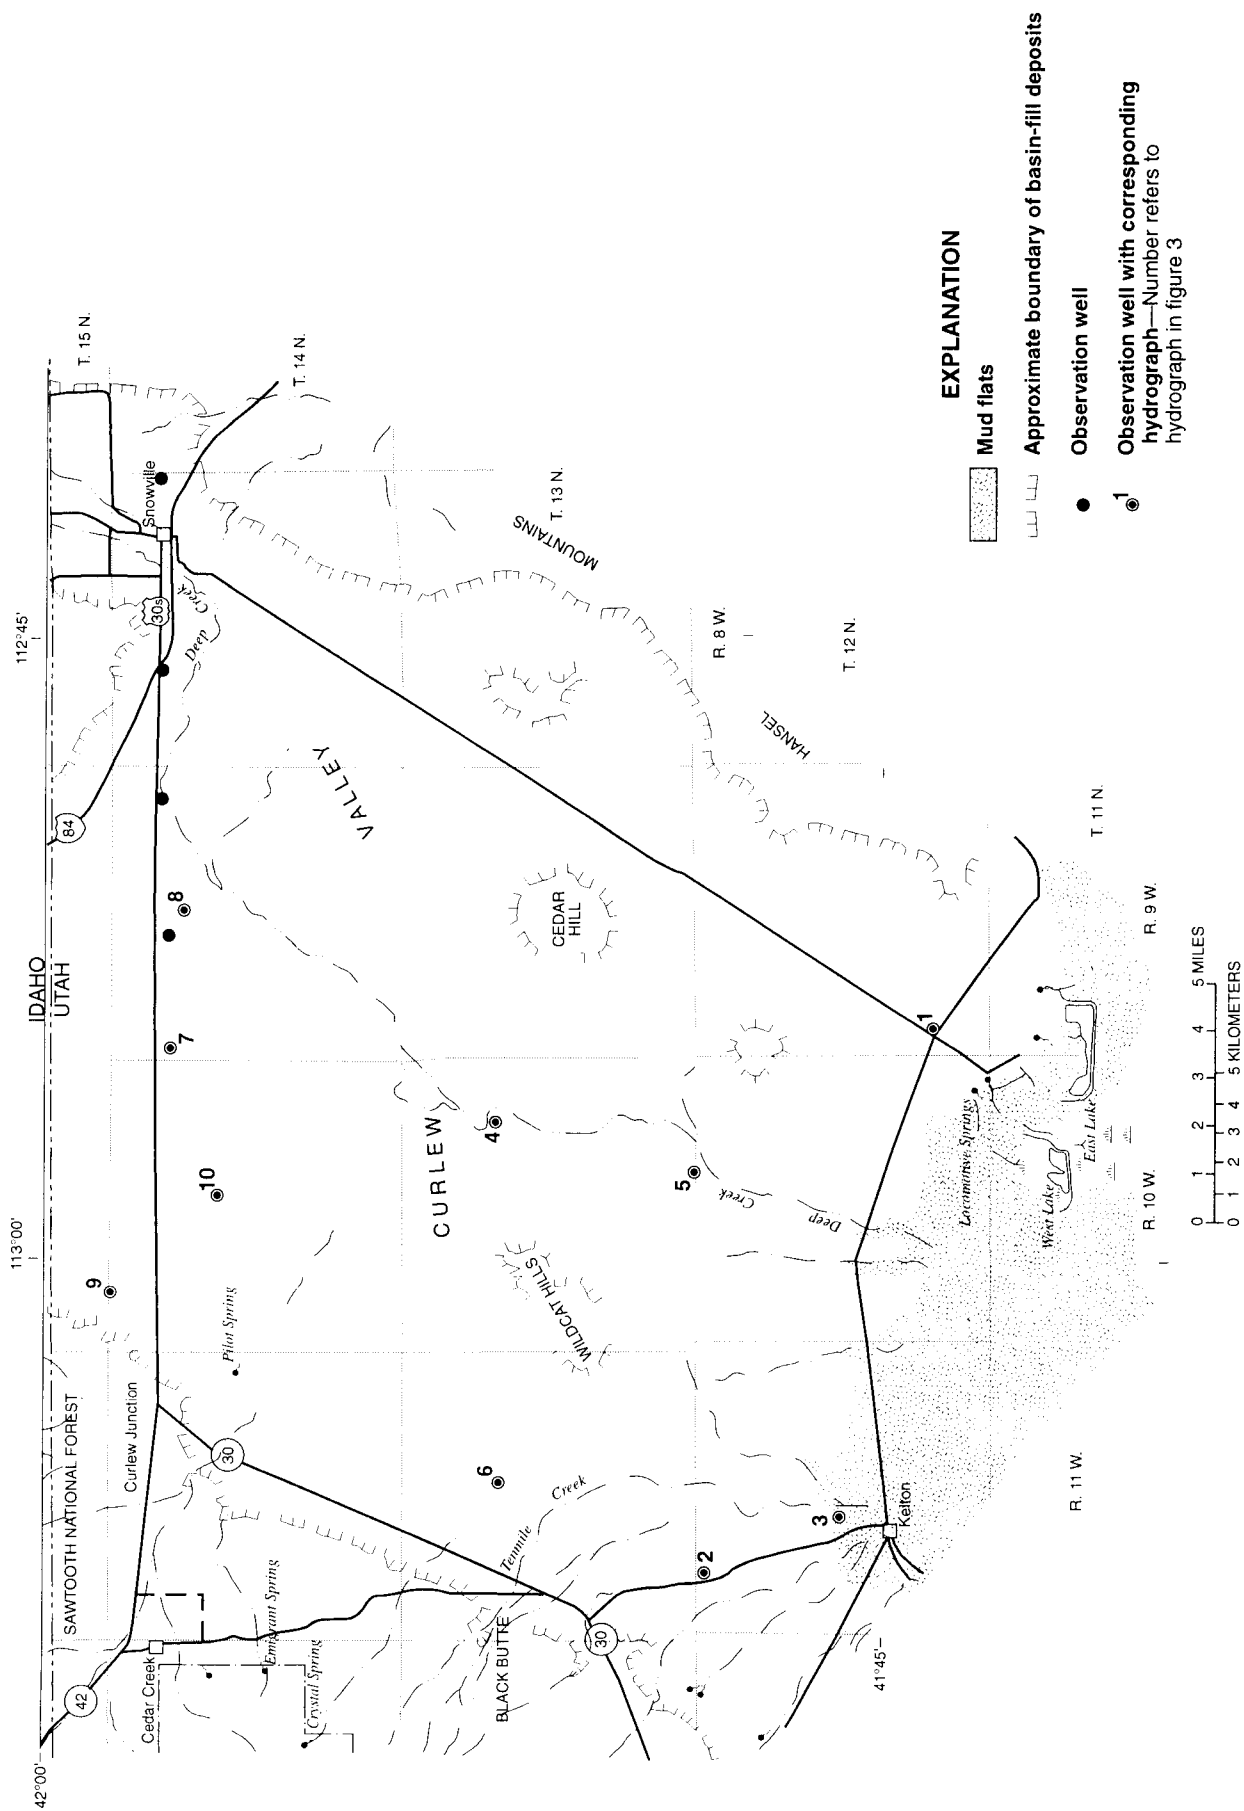 42°00'
113°00'
112°45'
IDAHO
UTAH
42
SAWTOOTH NATIONAL FOREST
84
T. 15 N.
9
Curlew Junction
Cedar Creek
7
8
30s
Snowville
Deep
Creek
10
Pilot Spring
30
Emigrant Spring
Crystal Spring
T. 14 N.
VALLEY
CURLEW
4
6
BLACK BUTTE
Tenmile
Creek
WILDCAT HILLS
CEDAR
HILL
MOUNTAINS
T. 13 N.
30
2
5
Deep
Creek
R. 8 W.
HANSEL
T. 12 N.
3
41°45'
Kelton
1
Locomotive Springs
West Lake
East Lake
T. 11 N.
R. 11 W.
R. 10 W.
R. 9 W.
0 1 2 3 4 5 MILES
0 1 2 3 4 5 KILOMETERS
EXPLANATION
Mud flats
Approximate boundary of basin-fill deposits
Observation well
1
Observation well with corresponding
hydrograph—Number refers to
hydrograph in figure 3